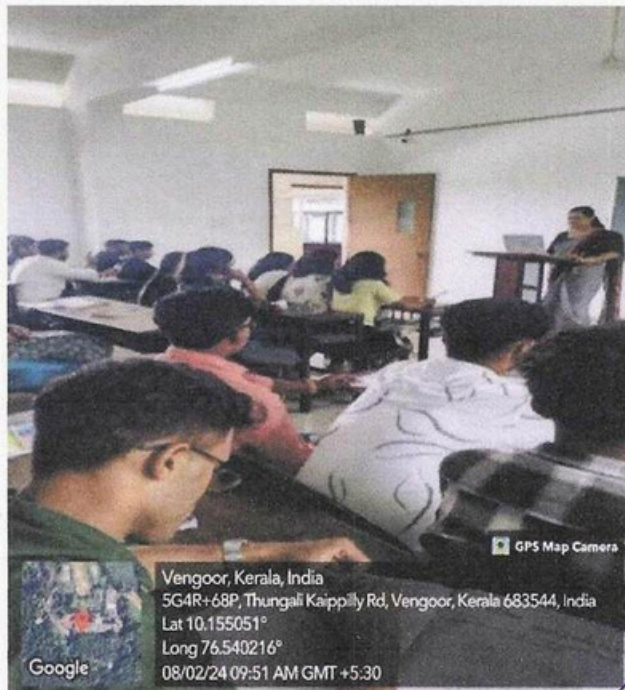 GPS Map Camera
Vengoor, Kerala, India
5G4R+68P, Thungali Kaippilly Rd, Vengoor, Kerala 683544, India
Lat 10.155051°
Long 76.540216°
08/02/24 09:51 AM GMT +5:30
Google